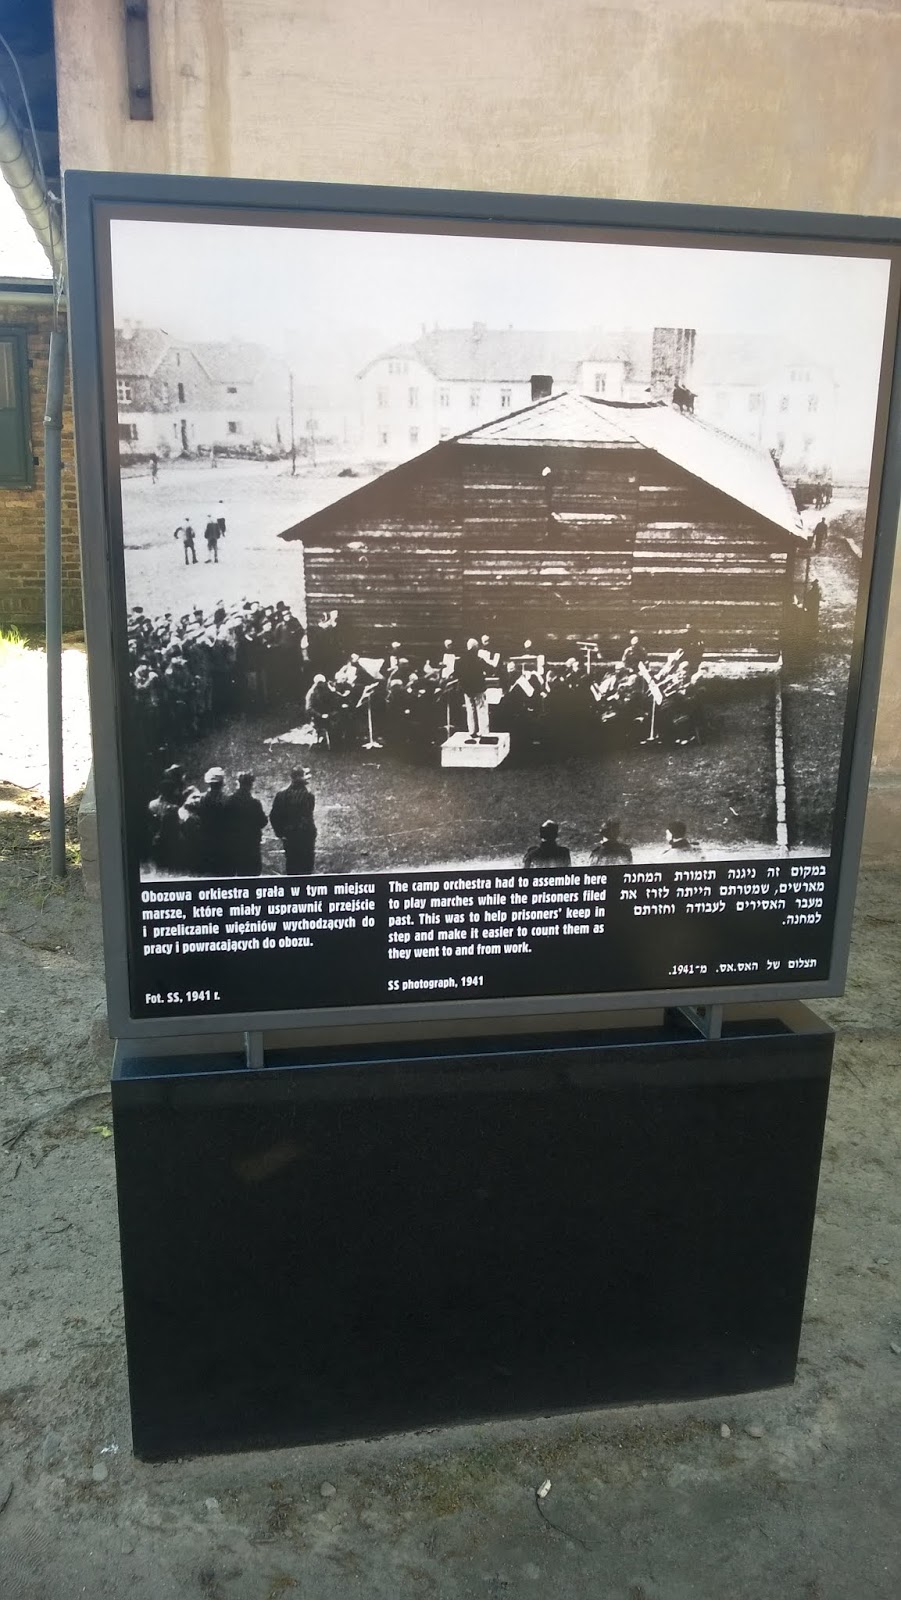 Obozowa orkiestra grała w tym miejscu
marsze, które miały usprawnić przejście
i przeliczanie więźniów wychodzących do
pracy i powracających do obozu.
Fot. SS, 1941 r.
The camp orchestra had to assemble here
to play marches while the prisoners filed
past. This was to help prisoners' keep in
step and make it easier to count them as
they went to and from work.
SS photograph, 1941
במקום זה ניגנה תזמורת המחנה
מארשים, שמטרתם הייתה לזרז את
מעבר האסירים לעבודה וחזרתם
למחנה.
תצלום של האס.אס. מ־1941.